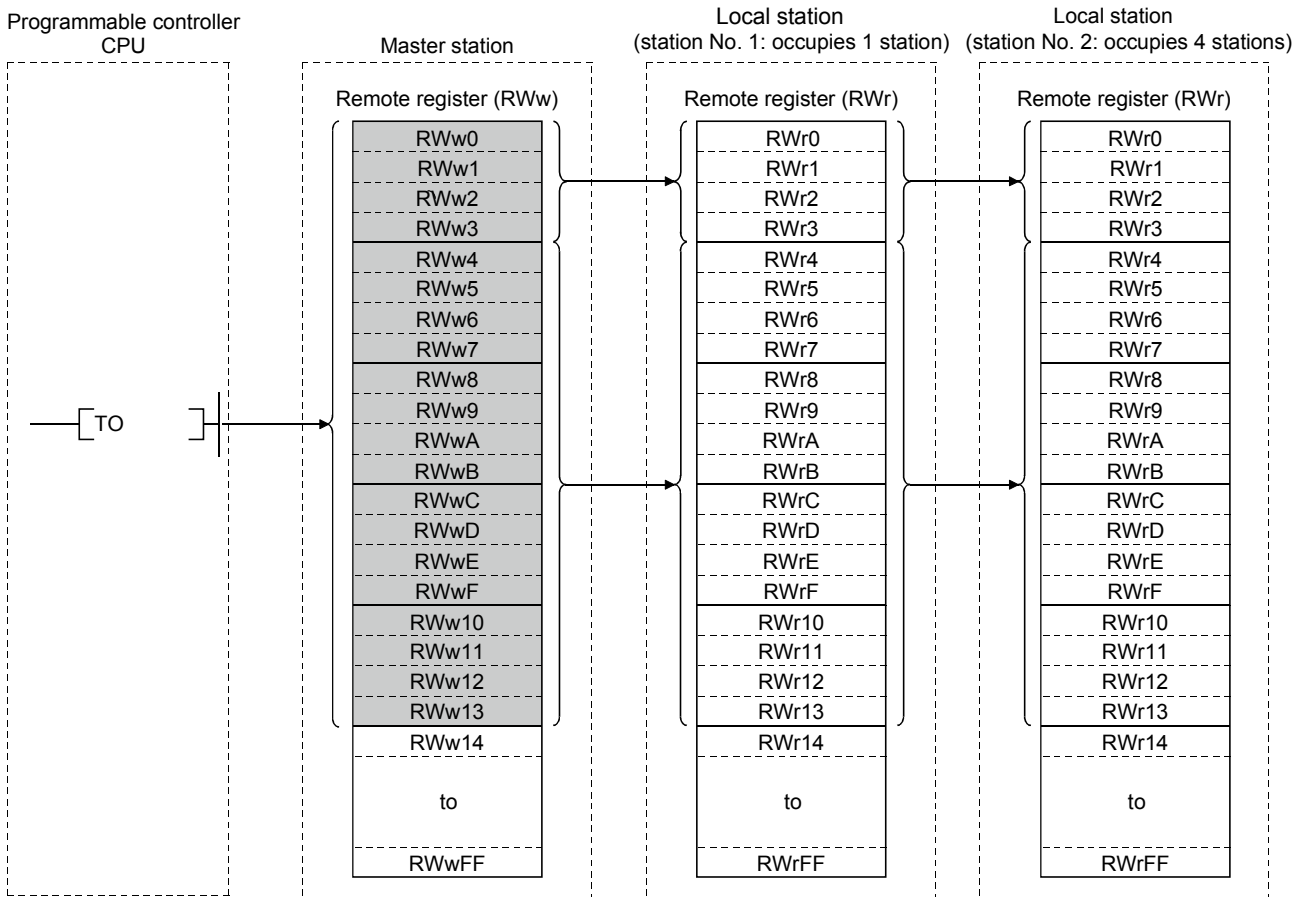 Programmable controller
CPU
Master station
Local station
(station No. 1: occupies 1 station)
Local station
(station No. 2: occupies 4 stations)
TO
Remote register (RWw)
RWw0
RWw1
RWw2
RWw3
RWw4
RWw5
RWw6
RWw7
RWw8
RWw9
RWwA
RWwB
RWwC
RWwD
RWwE
RWwF
RWw10
RWw11
RWw12
RWw13
RWw14
to
RWwFF
Remote register (RWr)
RWr0
RWr1
RWr2
RWr3
RWr4
RWr5
RWr6
RWr7
RWr8
RWr9
RWrA
RWrB
RWrC
RWrD
RWrE
RWrF
RWr10
RWr11
RWr12
RWr13
RWr14
to
RWrFF
Remote register (RWr)
RWr0
RWr1
RWr2
RWr3
RWr4
RWr5
RWr6
RWr7
RWr8
RWr9
RWrA
RWrB
RWrC
RWrD
RWrE
RWrF
RWr10
RWr11
RWr12
RWr13
RWr14
to
RWrFF